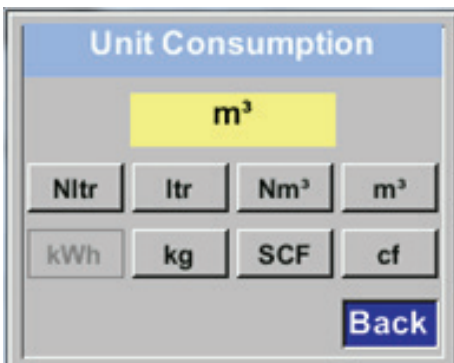 Unit Consumption
m³
Nltr ltr Nm³ m³
kWh kg SCF cf
Back